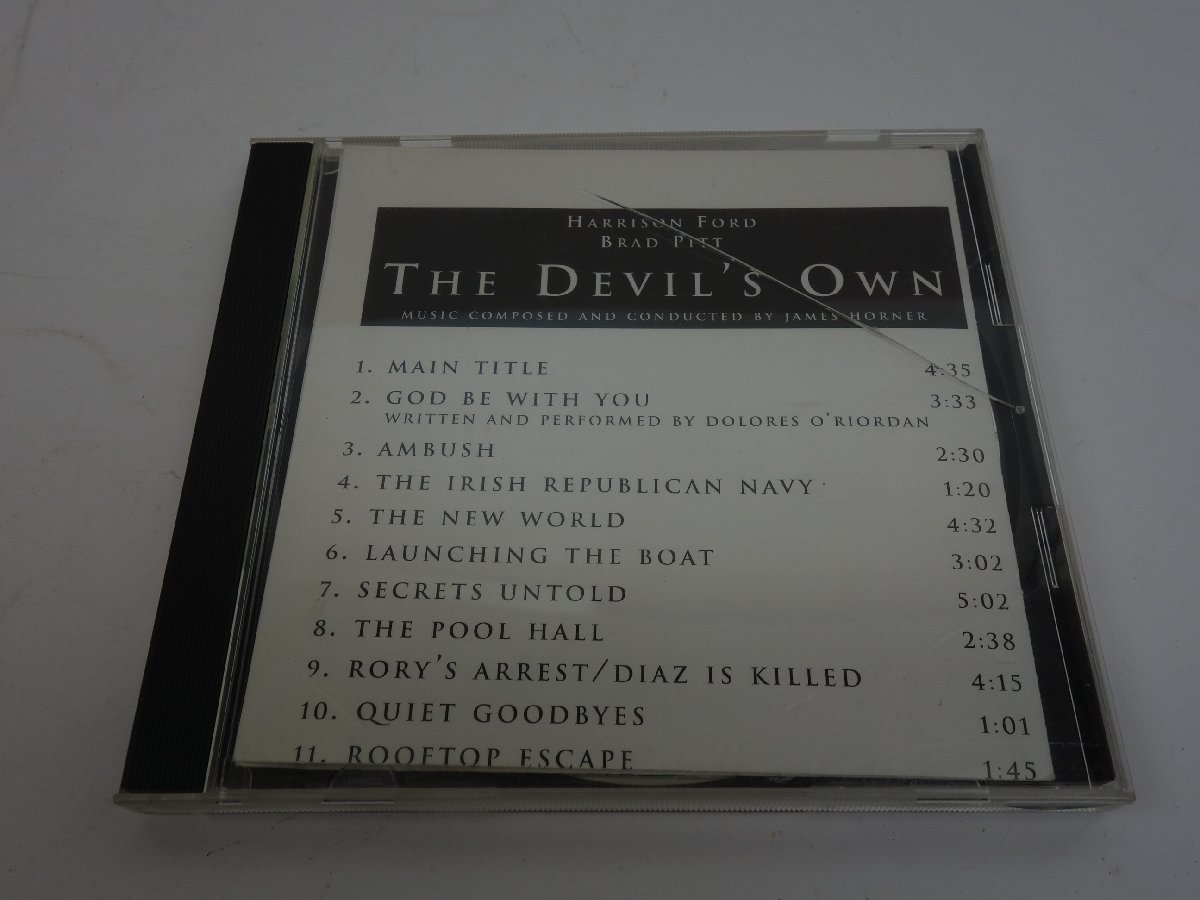 HARRISON FORD
BRAD PITT
THE DEVIL'S OWN
MUSIC COMPOSED AND CONDUCTED BY JAMES HORNER
1. MAIN TITLE 4:35
2. GOD BE WITH YOU 3:33
WRITTEN AND PERFORMED BY DOLORES O'RIORDAN
3. AMBUSH 2:30
4. THE IRISH REPUBLICAN NAVY 1:20
5. THE NEW WORLD 4:32
6. LAUNCHING THE BOAT 3:02
7. SECRETS UNTOLD 5:02
8. THE POOL HALL 2:38
9. RORY'S ARREST/DIAZ IS KILLED 4:15
10. QUIET GOODBYES 1:01
11. ROOFTOP ESCAPE 1:45